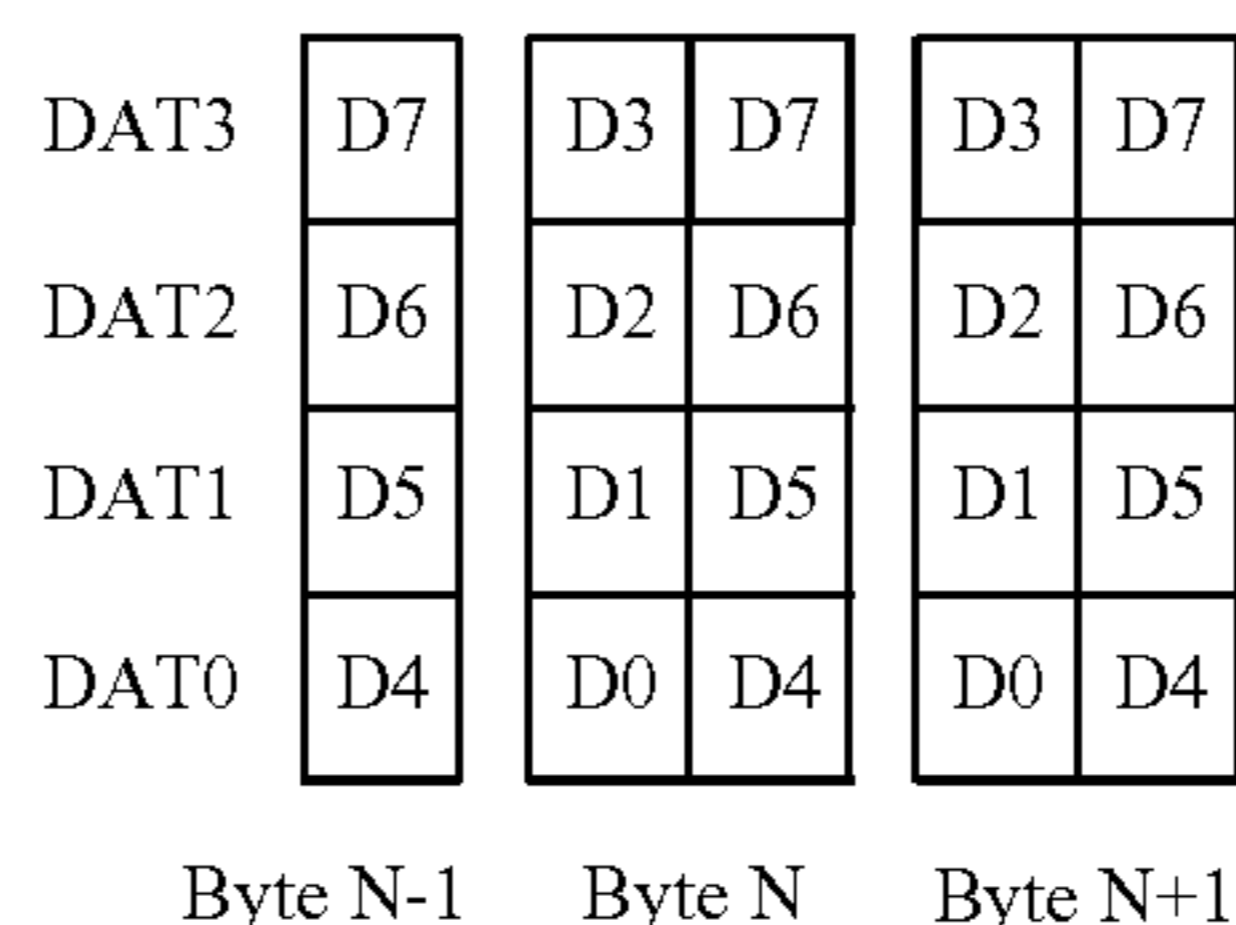 DAT3 D7 D3 D7 D3 D7
DAT2 D6 D2 D6 D2 D6
DAT1 D5 D1 D5 D1 D5
DAT0 D4 D0 D4 D0 D4
Byte N-1 Byte N Byte N+1